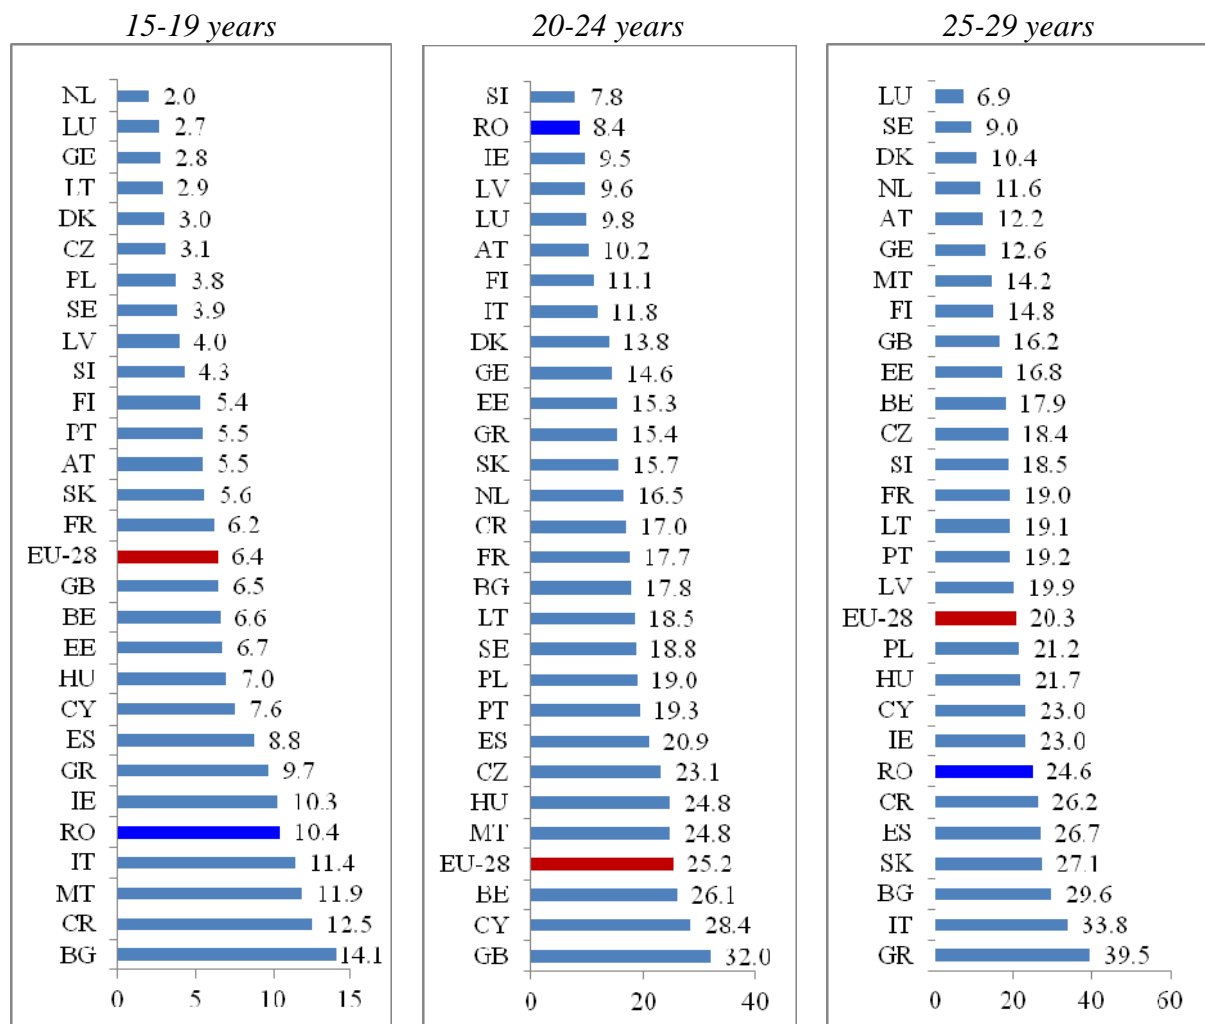 15-19 years
NL 2.0
LU 2.7
GE 2.8
LT 2.9
DK 3.0
CZ 3.1
PL 3.8
SE 3.9
LV 4.0
SI 4.3
FI 5.4
PT 5.5
AT 5.5
SK 5.6
FR 6.2
EU-28 6.4
GB 6.5
BE 6.6
EE 6.7
HU 7.0
CY 7.6
ES 8.8
GR 9.7
IE 10.3
RO 10.4
IT 11.4
MT 11.9
CR 12.5
BG 14.1
0 5 10 15
20-24 years
SI 7.8
RO 8.4
IE 9.5
LV 9.6
LU 9.8
AT 10.2
FI 11.1
IT 11.8
DK 13.8
GE 14.6
EE 15.3
GR 15.4
SK 15.7
NL 16.5
CR 17.0
FR 17.7
BG 17.8
LT 18.5
SE 18.8
PL 19.0
PT 19.3
ES 20.9
CZ 23.1
HU 24.8
MT 24.8
EU-28 25.2
BE 26.1
CY 28.4
GB 32.0
0 20 40
25-29 years
LU 6.9
SE 9.0
DK 10.4
NL 11.6
AT 12.2
GE 12.6
MT 14.2
FI 14.8
GB 16.2
EE 16.8
BE 17.9
CZ 18.4
SI 18.5
FR 19.0
LT 19.1
PT 19.2
LV 19.9
EU-28 20.3
PL 21.2
HU 21.7
CY 23.0
IE 23.0
RO 24.6
CR 26.2
ES 26.7
SK 27.1
BG 29.6
IT 33.8
GR 39.5
0 20 40 60